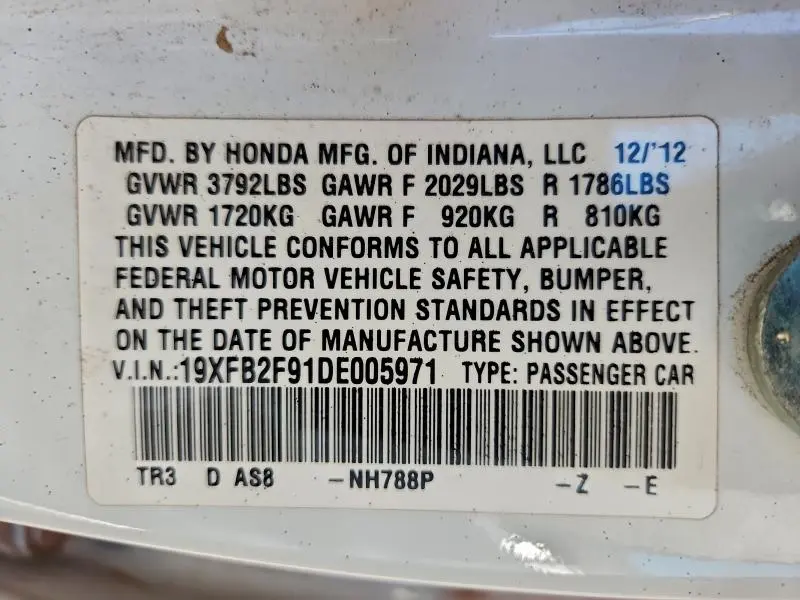 MFD. BY HONDA MFG. OF INDIANA, LLC 12/'12
GVWR 3792LBS GAWR F 2029LBS R 1786LBS
GVWR 1720KG GAWR F 920KG R 810KG
THIS VEHICLE CONFORMS TO ALL APPLICABLE
FEDERAL MOTOR VEHICLE SAFETY, BUMPER,
AND THEFT PREVENTION STANDARDS IN EFFECT
ON THE DATE OF MANUFACTURE SHOWN ABOVE.
V.I.N.:19XFB2F91DE005971 TYPE: PASSENGER CAR
TR3 D AS8 -NH788P -Z -E